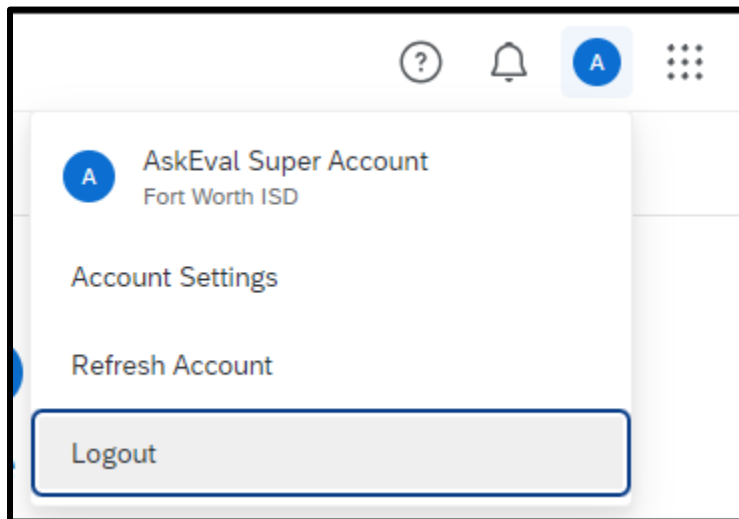 ?
A
A
AskEval Super Account
Fort Worth ISD
Account Settings
Refresh Account
Logout